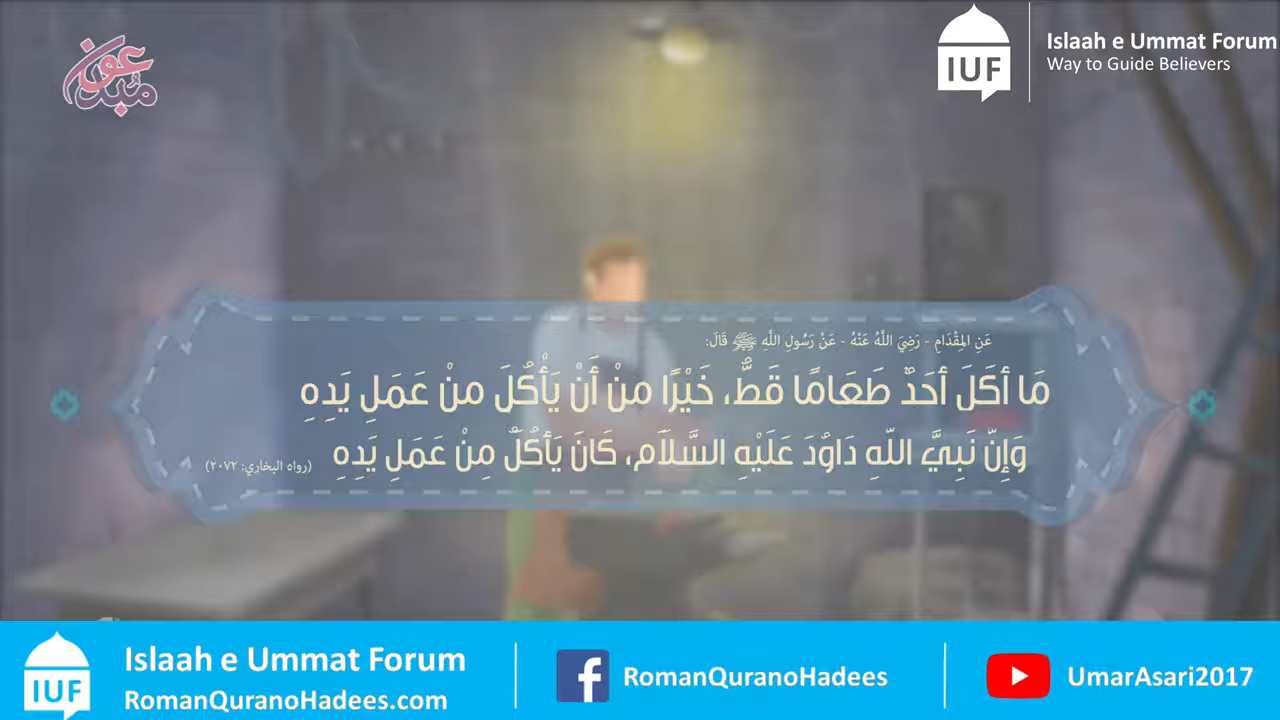 مبدعون
IUF
Islaah e Ummat Forum
Way to Guide Believers
عَنِ المِقْدَامِ - رَضِيَ اللَّهُ عَنْهُ - عَنْ رَسُولِ اللَّهِ ﷺ قَالَ:
مَا أَكَلَ أَحَدٌ طَعَامًا قَطُّ، خَيْرًا مِنْ أَنْ يَأْكُلَ مِنْ عَمَلِ يَدِهِ
وَإِنَّ نَبِيَّ اللَّهِ دَاوُدَ عَلَيْهِ السَّلَامُ، كَانَ يَأْكُلُ مِنْ عَمَلِ يَدِهِ (رواه البخاري: ٢٠٧٢)
IUF
Islaah e Ummat Forum
RomanQuranoHadees.com
RomanQuranoHadees
UmarAsari2017